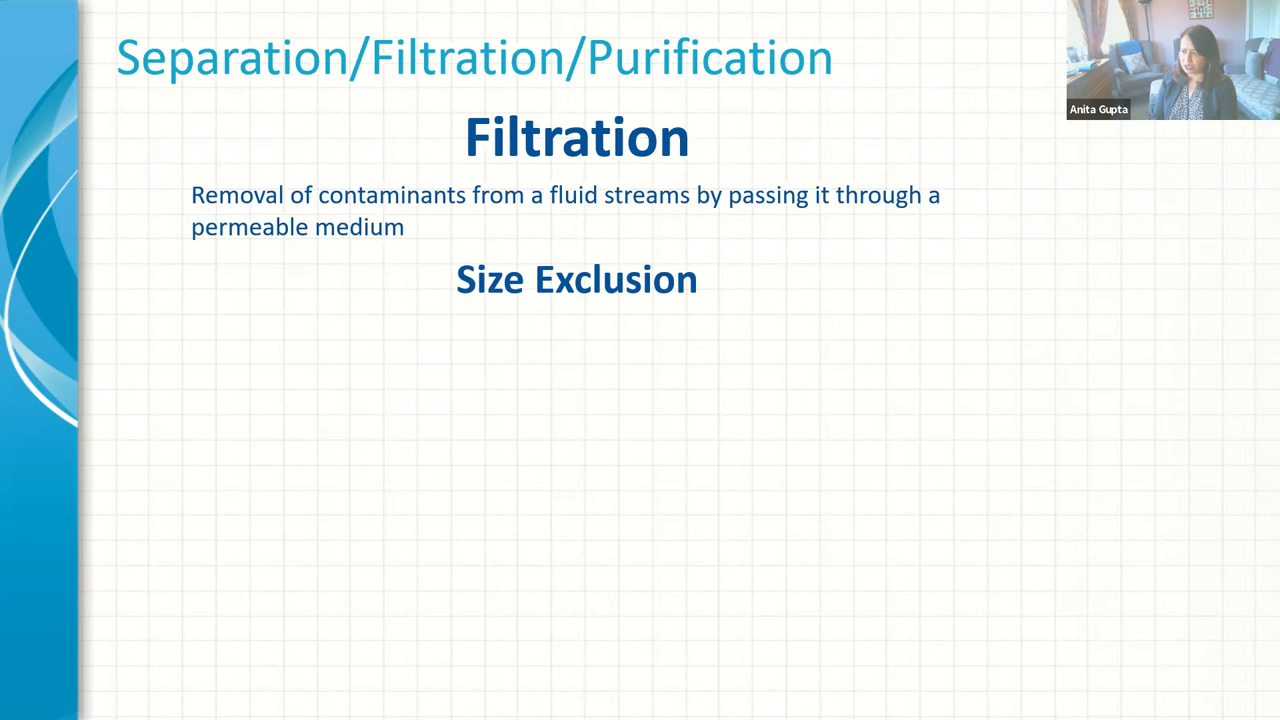 Separation/Filtration/Purification
Anita Gupta
Filtration
Removal of contaminants from a fluid streams by passing it through a
permeable medium
Size Exclusion